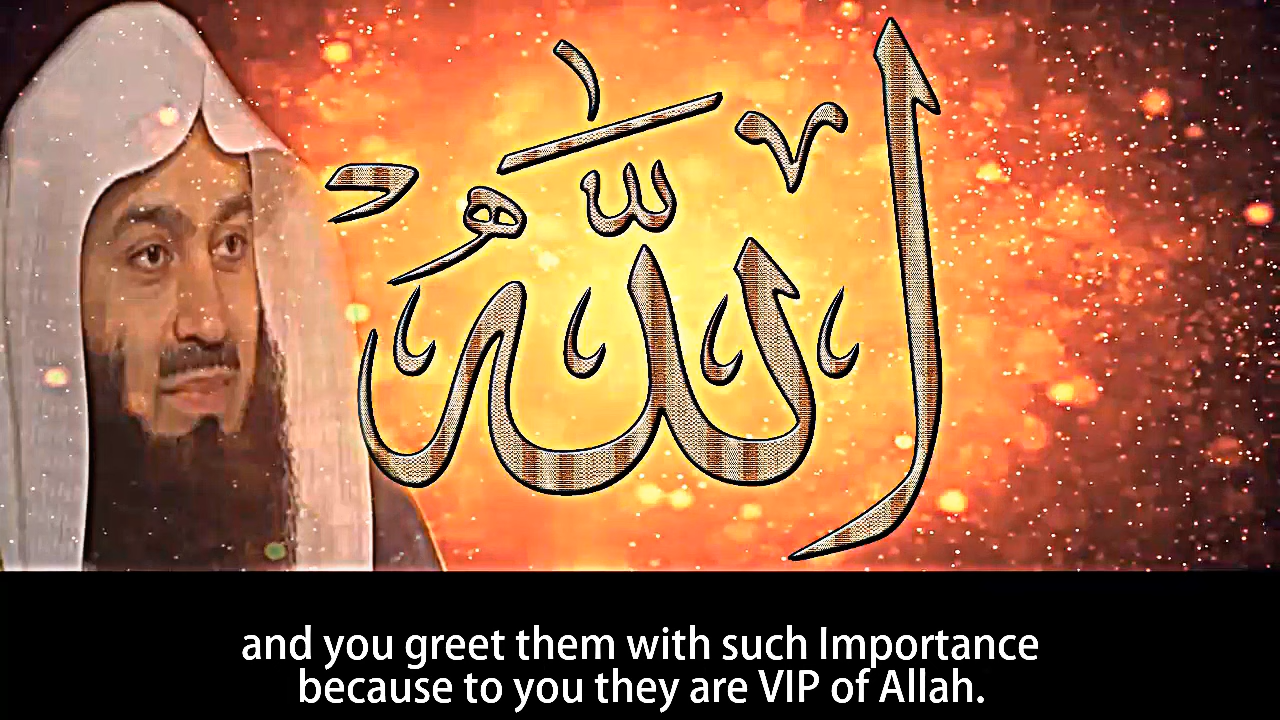 الله
and you greet them with such Importance
because to you they are VIP of Allah.